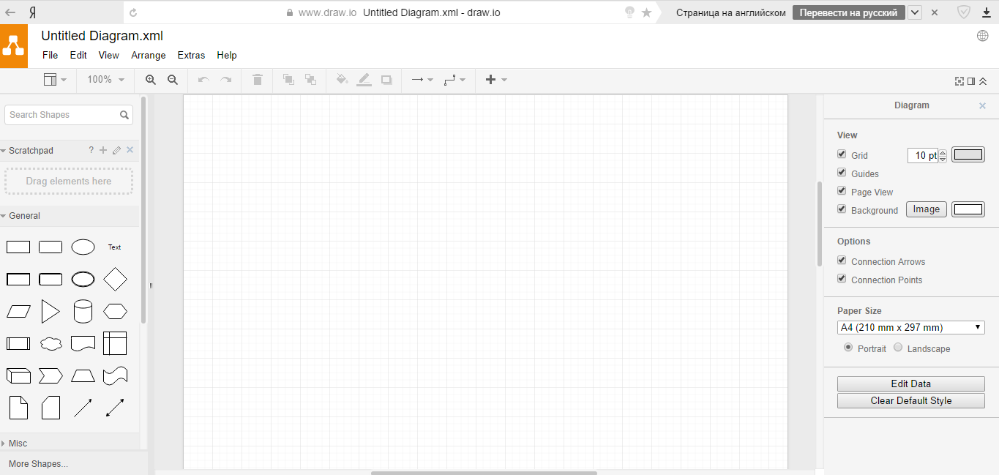 Я www.draw.io Untitled Diagram.xml - draw.io Страница на английском Перевести на русский
Untitled Diagram.xml
File Edit View Arrange Extras Help
100%
Search Shapes
Scratchpad ?
Drag elements here
General
Text
Misc
More Shapes...
Diagram
View
Grid 10 pt
Guides
Page View
Background Image
Options
Connection Arrows
Connection Points
Paper Size
A4 (210 mm x 297 mm)
Portrait Landscape
Edit Data
Clear Default Style